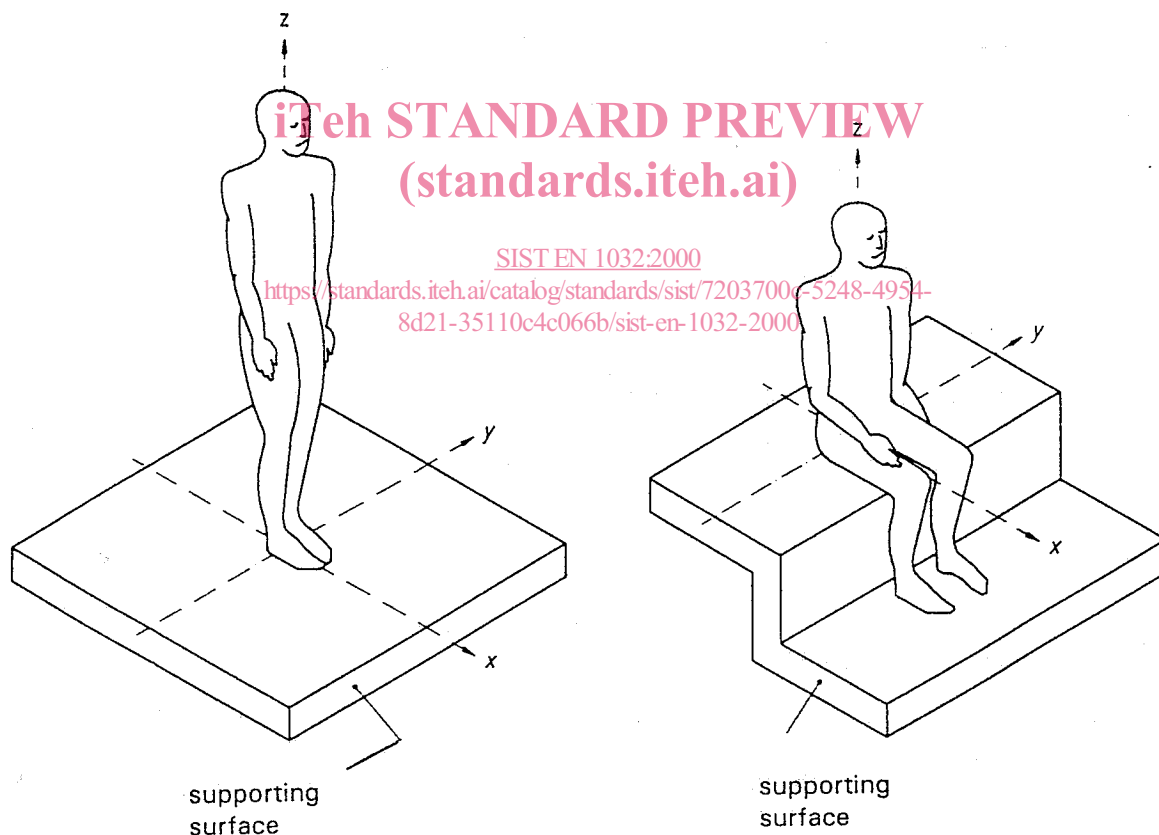 z
iTeh STANDARD PREVIEW
z
(standards.iteh.ai)
SIST EN 1032:2000
https://standards.iteh.ai/catalog/standards/sist/7203700c-5248-4954-
8d21-35110c4c066b/sist-en-1032-2000
y
y
x
x
supporting
surface
supporting
surface